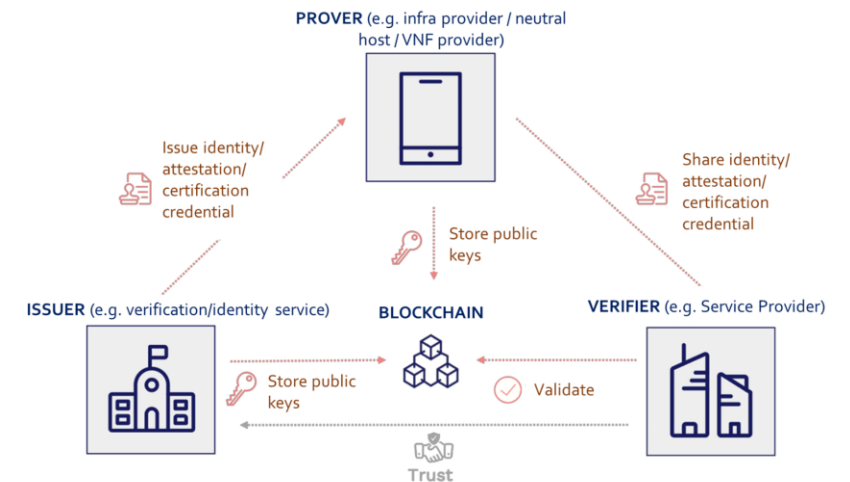 PROVER (e.g. infra provider / neutral
host / VNF provider)
Issue identity/
attestation/
certification
credential
Share identity/
attestation/
certification
credential
Store public
keys
ISSUER (e.g. verification/identity service)
BLOCKCHAIN
VERIFIER (e.g. Service Provider)
Store public
keys
Validate
Trust